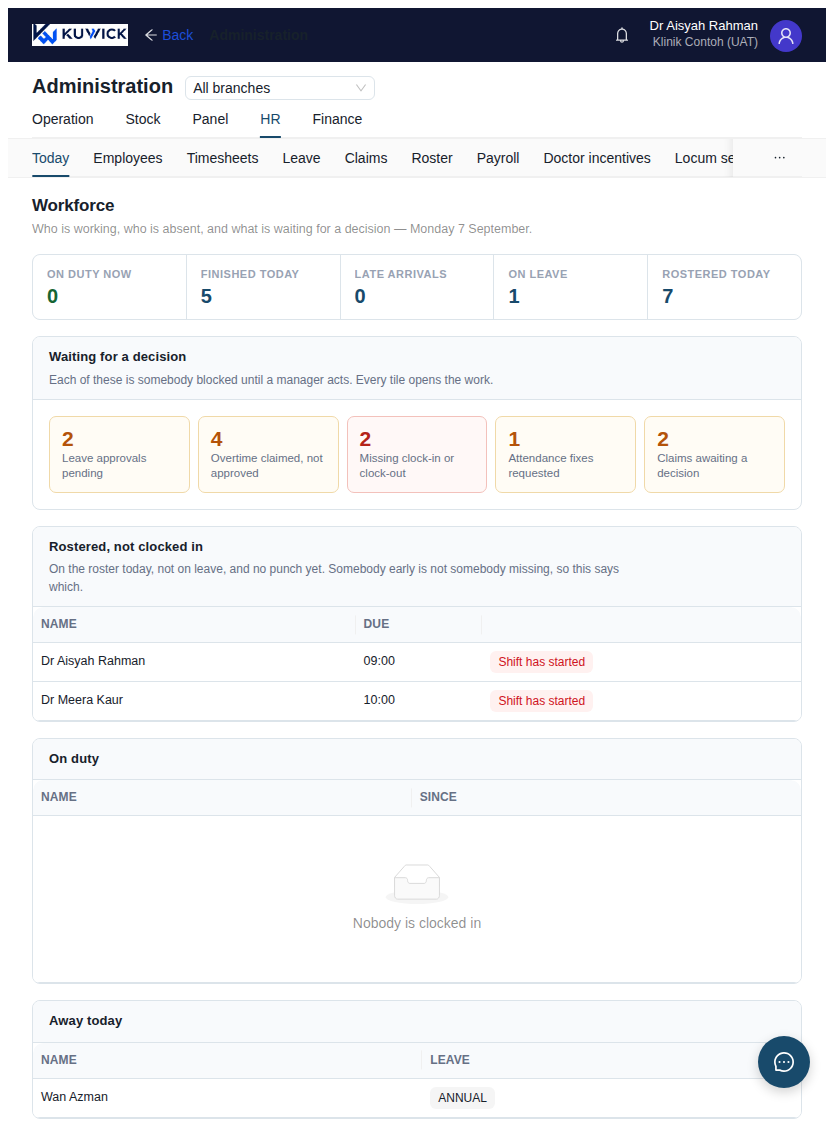 KUWICK
Back
Administration
Dr Aisyah Rahman
Klinik Contoh (UAT)
Administration
All branches
Operation Stock Panel HR Finance
Today Employees Timesheets Leave Claims Roster Payroll Doctor incentives Locum se ···
Workforce
Who is working, who is absent, and what is waiting for a decision — Monday 7 September.
ON DUTY NOW
0
FINISHED TODAY
5
LATE ARRIVALS
0
ON LEAVE
1
ROSTERED TODAY
7
Waiting for a decision
Each of these is somebody blocked until a manager acts. Every tile opens the work.
2
Leave approvals
pending
4
Overtime claimed, not
approved
2
Missing clock-in or
clock-out
1
Attendance fixes
requested
2
Claims awaiting a
decision
Rostered, not clocked in
On the roster today, not on leave, and no punch yet. Somebody early is not somebody missing, so this says
which.
NAME DUE
Dr Aisyah Rahman 09:00 Shift has started
Dr Meera Kaur 10:00 Shift has started
On duty
NAME SINCE
Nobody is clocked in
Away today
NAME LEAVE
Wan Azman ANNUAL